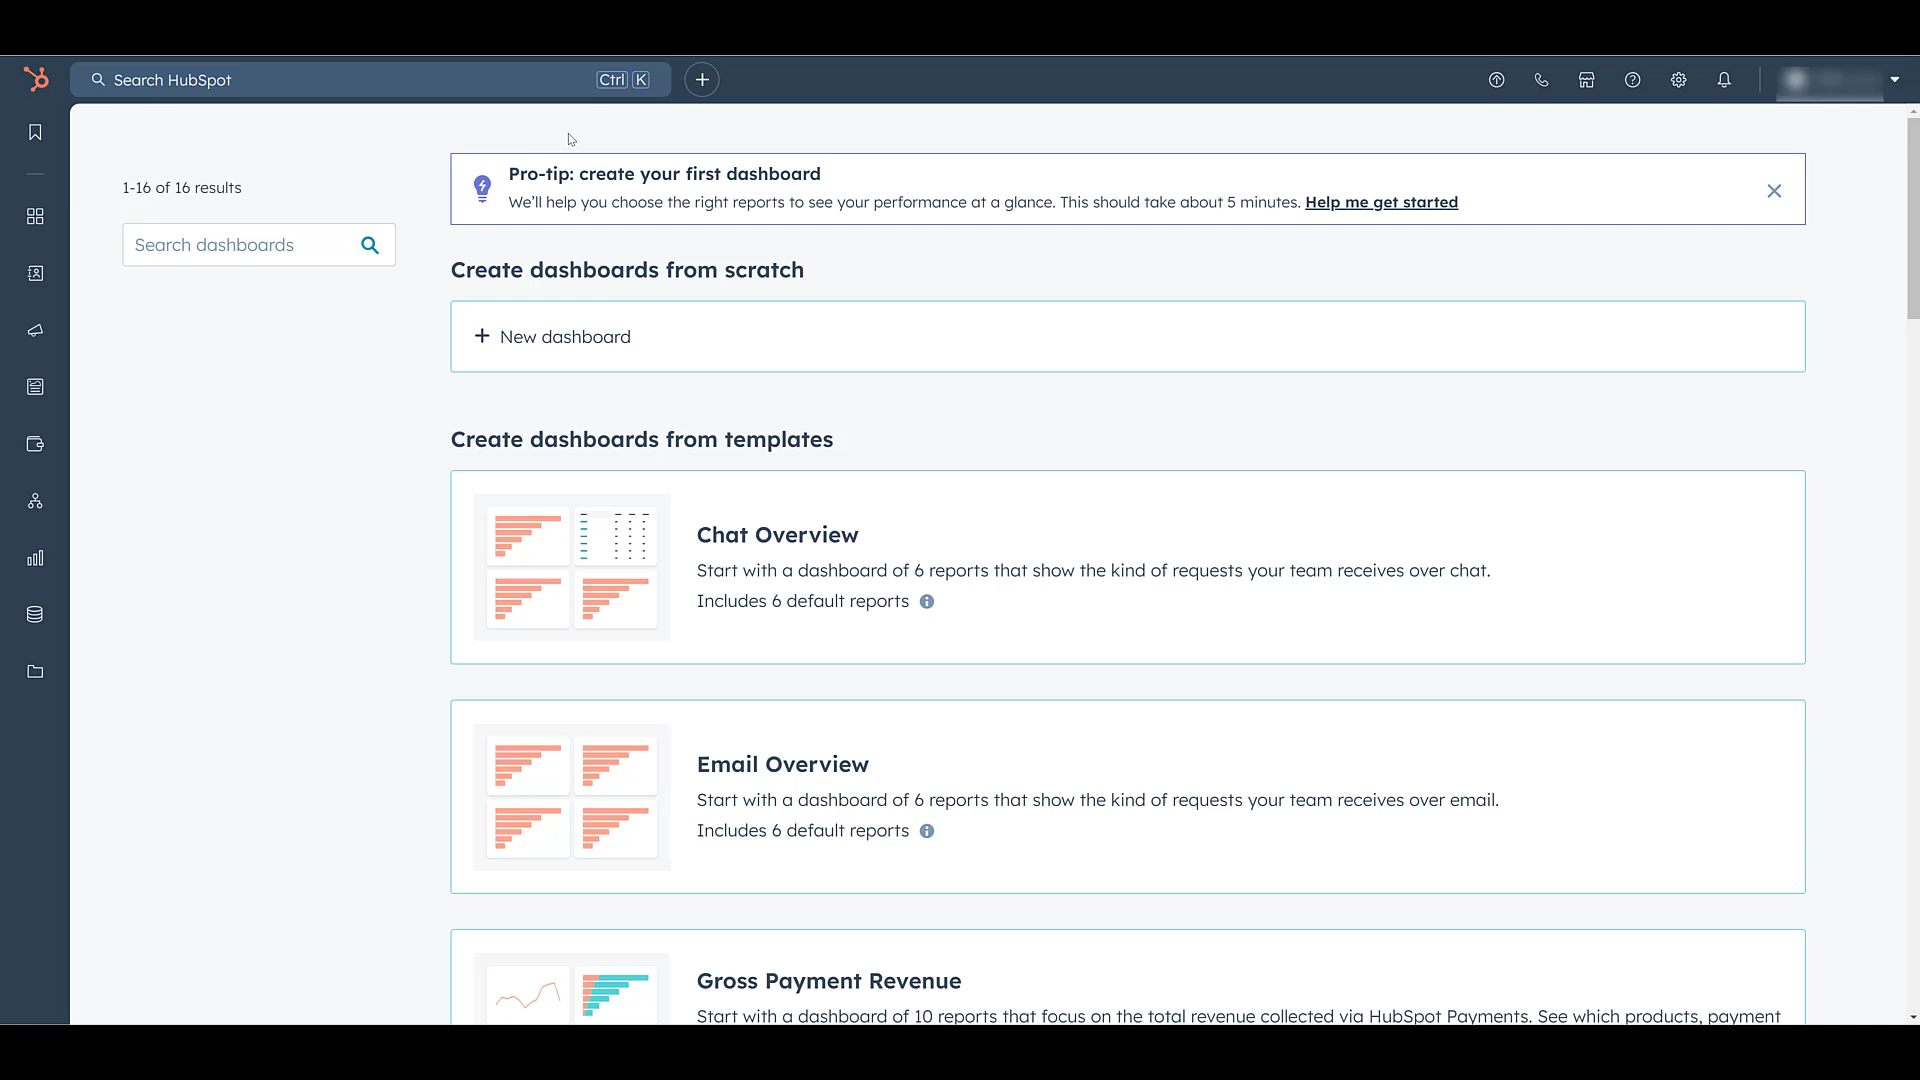 Search HubSpot
Ctrl K
1-16 of 16 results
Search dashboards
Pro-tip: create your first dashboard
We'll help you choose the right reports to see your performance at a glance. This should take about 5 minutes. Help me get started
Create dashboards from scratch
+ New dashboard
Create dashboards from templates
Chat Overview
Start with a dashboard of 6 reports that show the kind of requests your team receives over chat.
Includes 6 default reports
Email Overview
Start with a dashboard of 6 reports that show the kind of requests your team receives over email.
Includes 6 default reports
Gross Payment Revenue
Start with a dashboard of 10 reports that focus on the total revenue collected via HubSpot Payments. See which products, payment